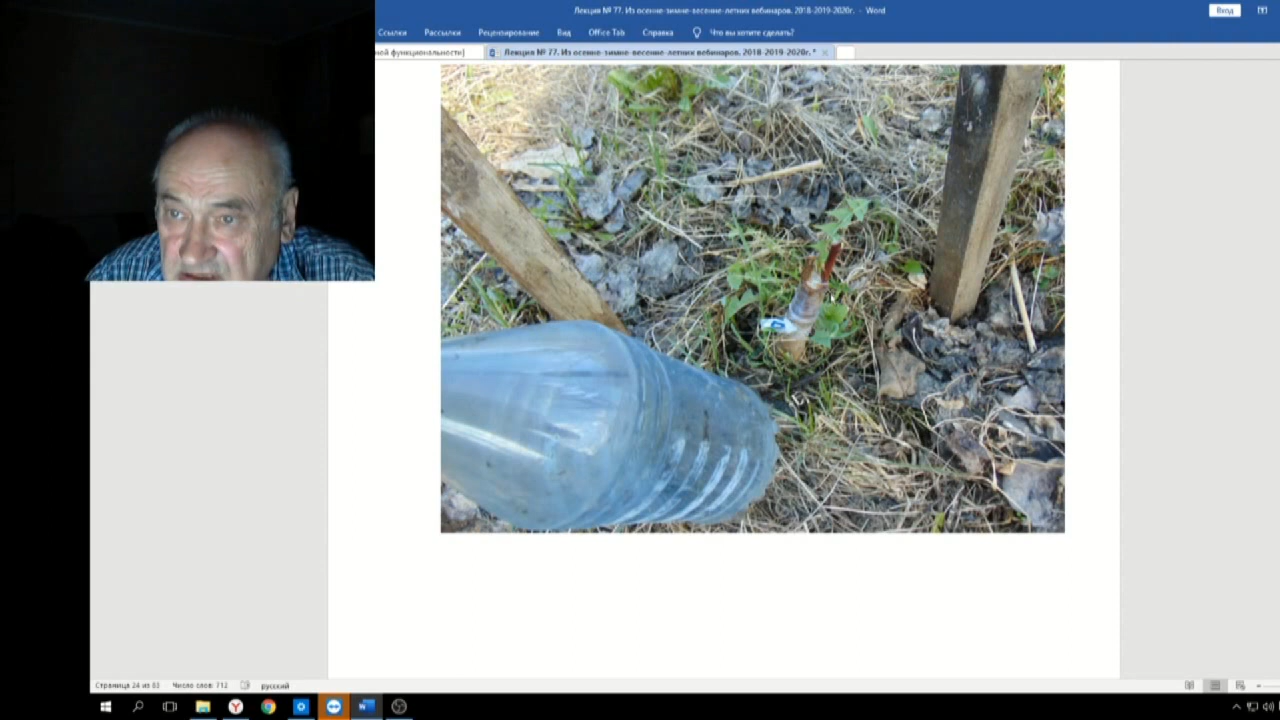 Лекция № 77. Из осенне-зимне-весенне-летних вебинаров. 2018-2019-2020г. - Word
Вход
Ссылки Рассылки Рецензирование Вид Office Tab Справка Что вы хотите сделать?
ной функциональности] Лекция № 77. Из осенне-зимне-весенне-летних вебинаров. 2018-2019-2020г. *
Страница 24 из 83 Число слов: 712 русский